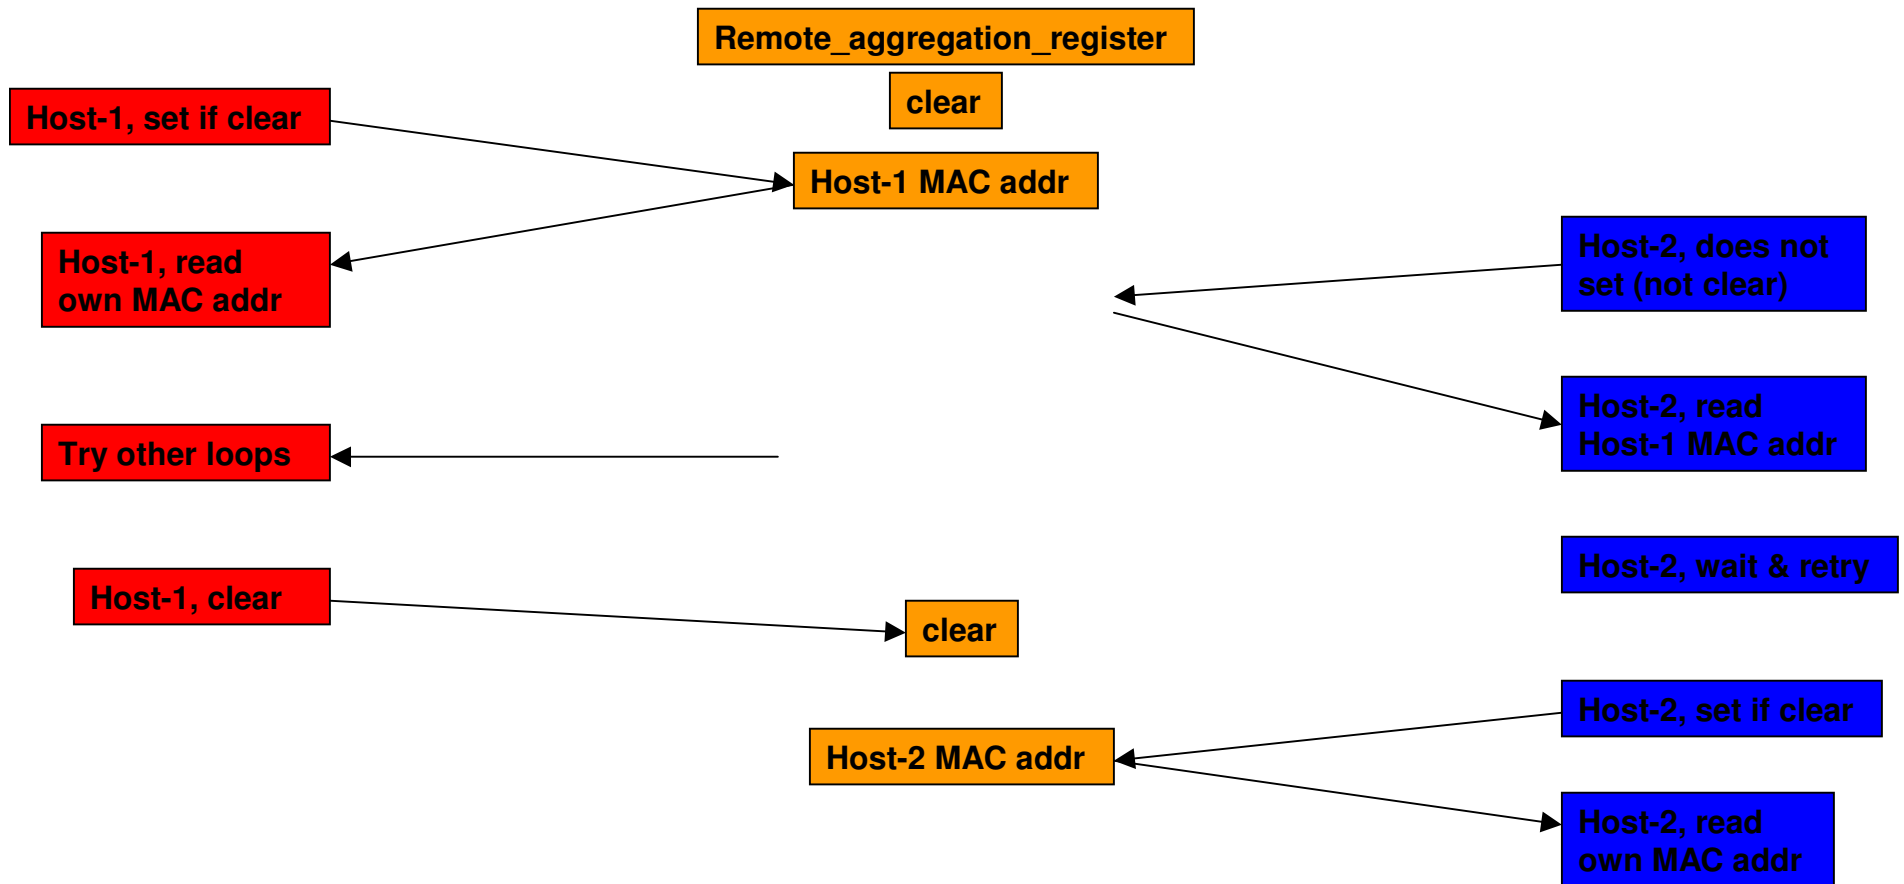 Remote_aggregation_register
clear
Host-1, set if clear
Host-1 MAC addr
Host-1, read
own MAC addr
Host-2, does not
set (not clear)
Host-2, read
Host-1 MAC addr
Try other loops
Host-2, wait & retry
Host-1, clear
clear
Host-2, set if clear
Host-2 MAC addr
Host-2, read
own MAC addr